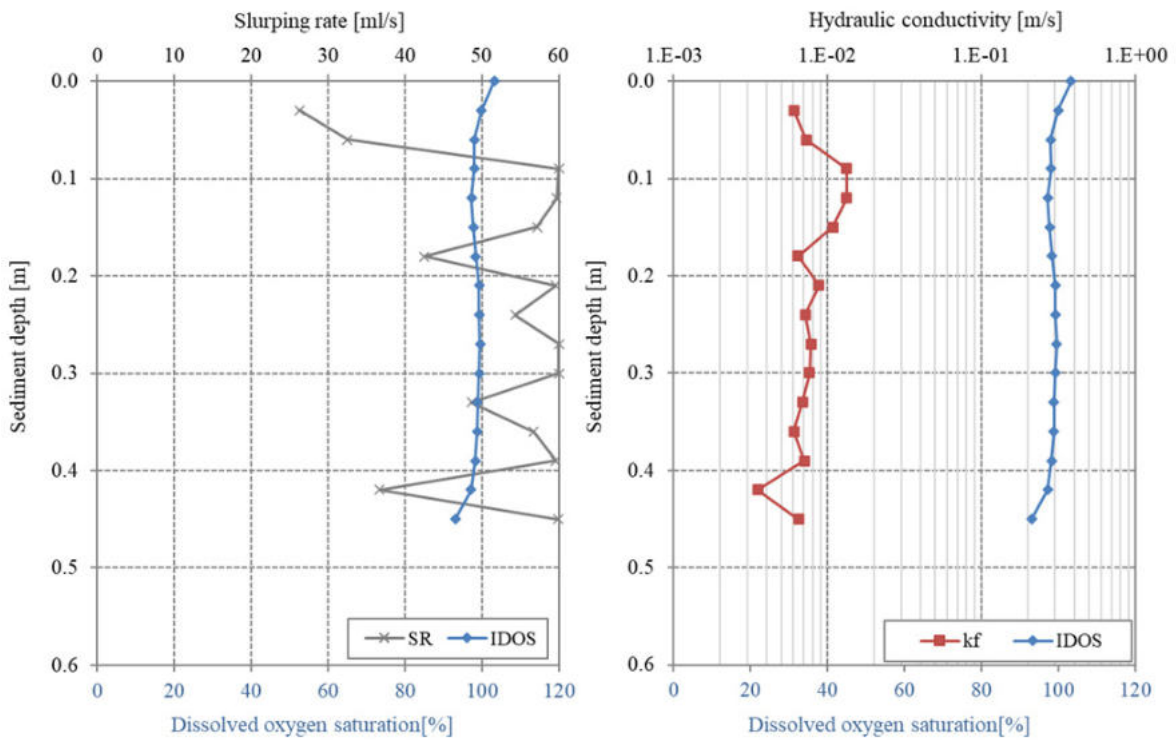 Slurping rate [ml/s]
0 10 20 30 40 50 60
0.0
0.1
0.2
0.3
0.4
0.5
0.6
Sediment depth [m]
SR IDOS
0 20 40 60 80 100 120
Dissolved oxygen saturation[%]
Hydraulic conductivity [m/s]
1.E-03 1.E-02 1.E-01 1.E+00
0.0
0.1
0.2
0.3
0.4
0.5
0.6
Sediment depth [m]
kf IDOS
0 20 40 60 80 100 120
Dissolved oxygen saturation[%]